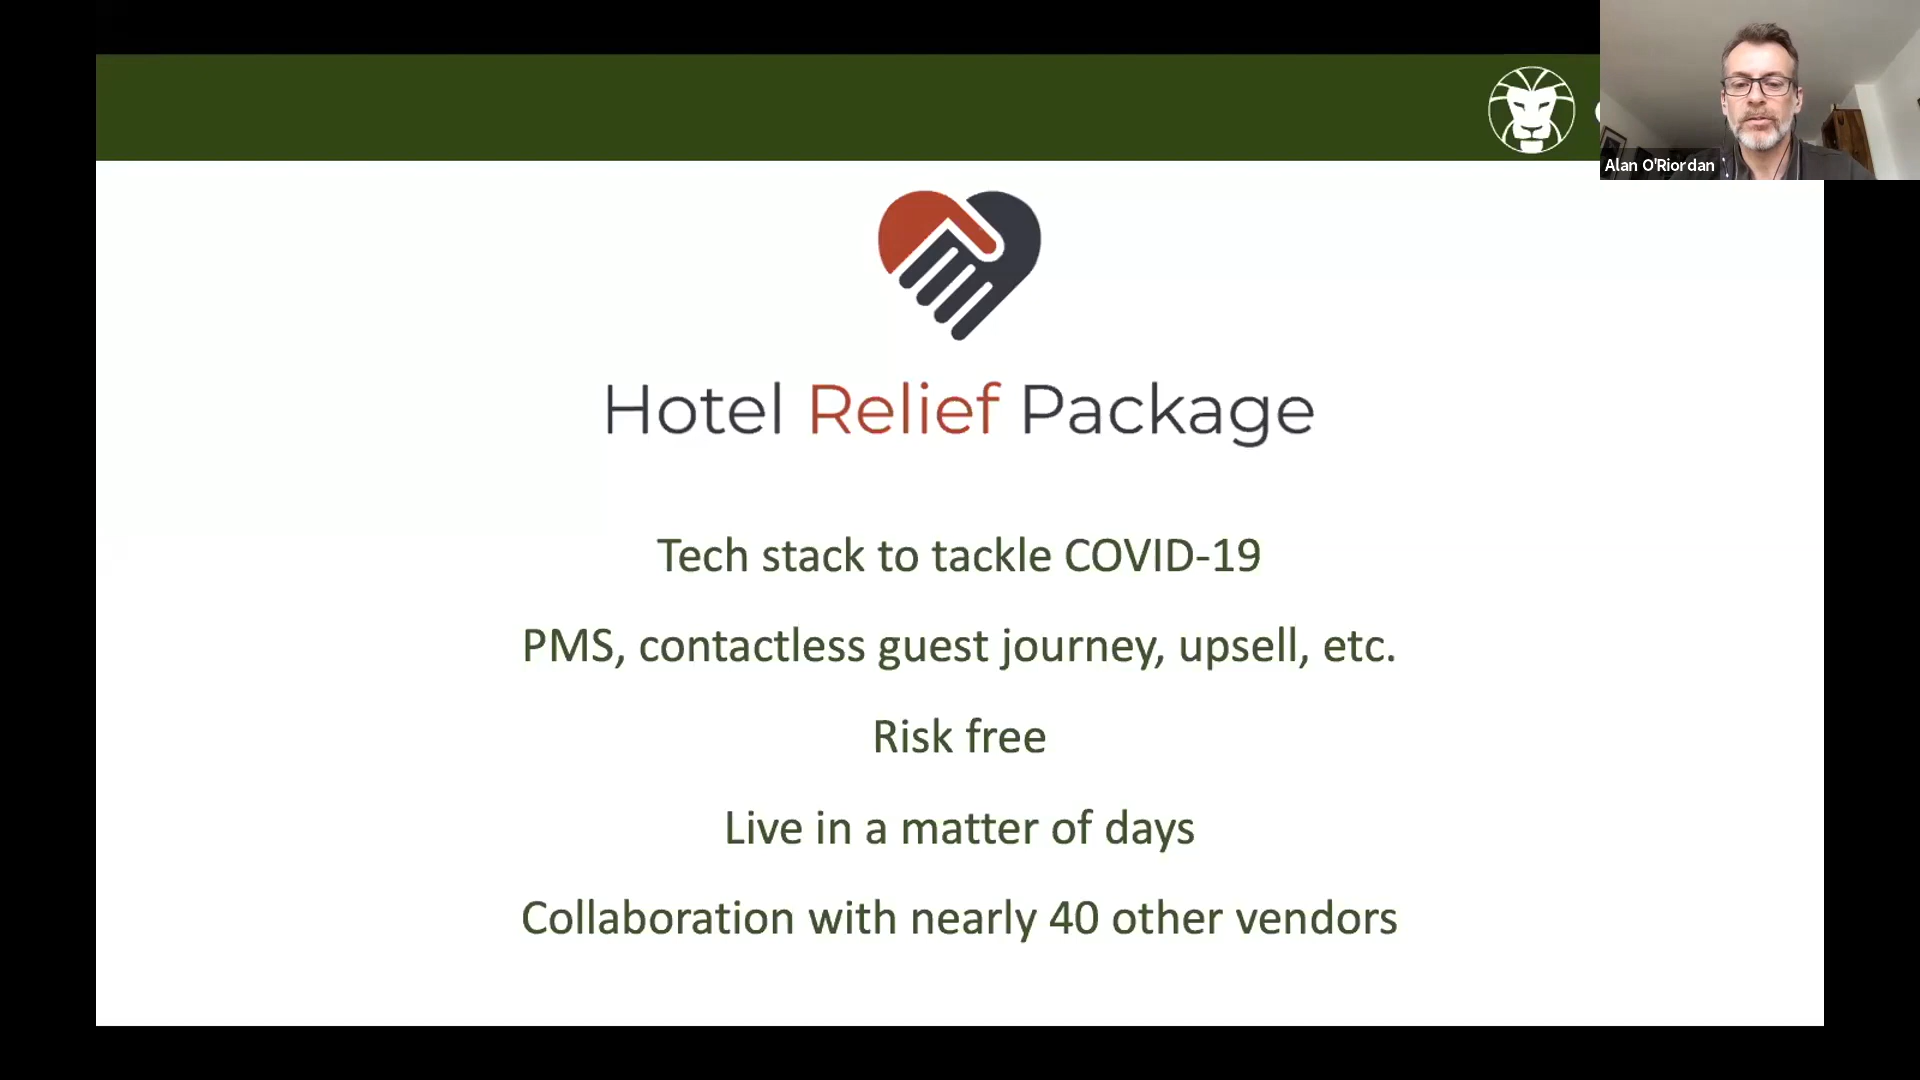 Alan O'Riordan
Hotel Relief Package
Tech stack to tackle COVID-19
PMS, contactless guest journey, upsell, etc.
Risk free
Live in a matter of days
Collaboration with nearly 40 other vendors